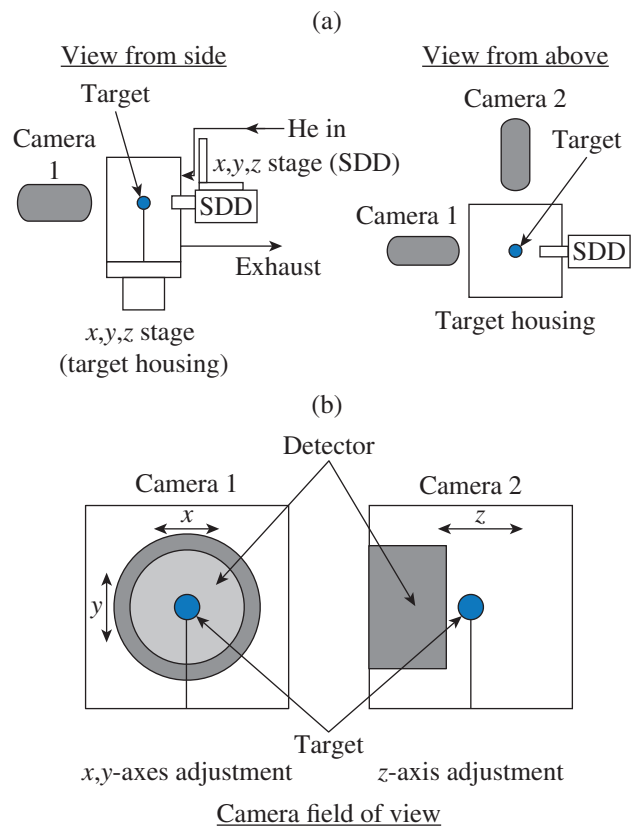 (a)
View from side
View from above
Target
Camera 2
Camera
1
He in
x,y,z stage (SDD)
Target
SDD
Camera 1
SDD
Exhaust
x,y,z stage
(target housing)
Target housing
(b)
Detector
Camera 1
Camera 2
x
z
y
Target
x,y-axes adjustment
z-axis adjustment
Camera field of view